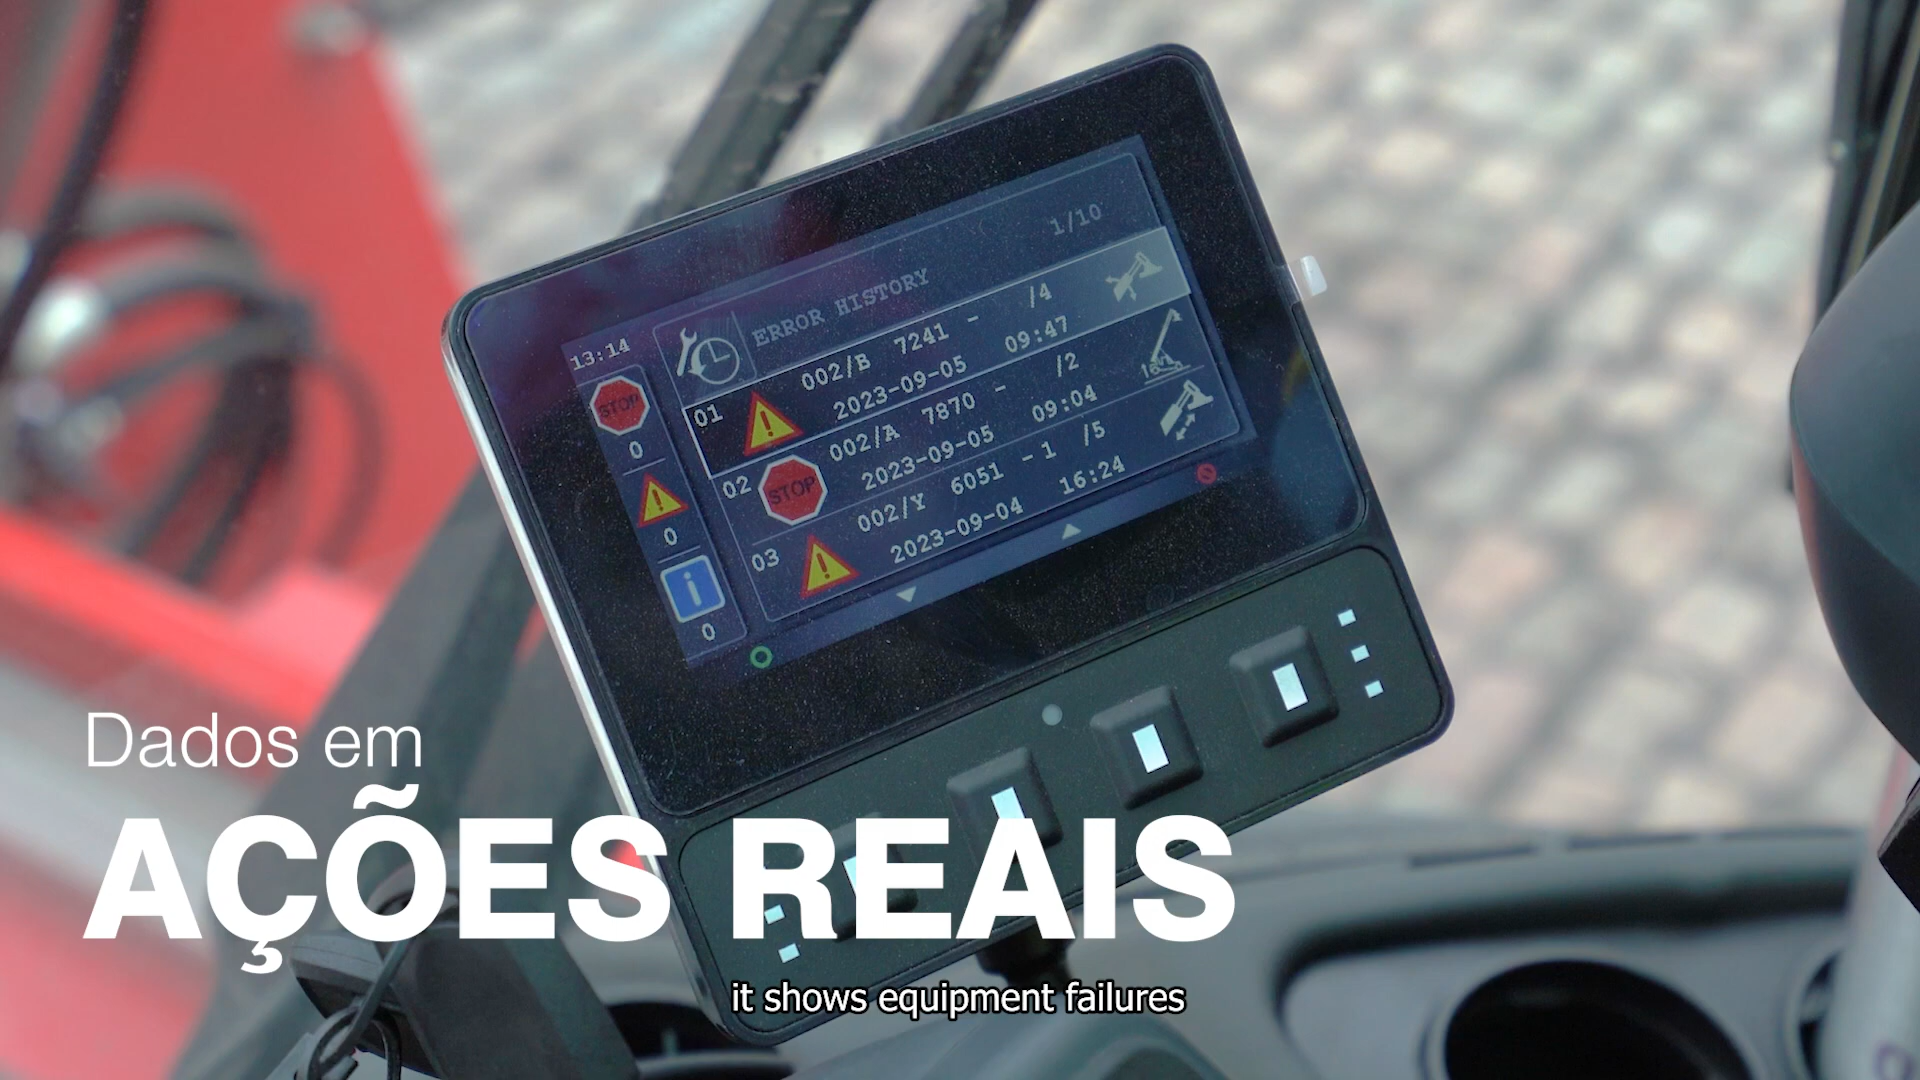 1/10
ERROR HISTORY
13:14
STOP
0
0
i
0
01
002/B 7241 - /4
2023-09-05 09:47
02
STOP
002/A 7870 - /2
2023-09-05 09:04
03
002/Y 6051 -1 /5
2023-09-04 16:24
Dados em
AÇÕES REAIS
it shows equipment failures